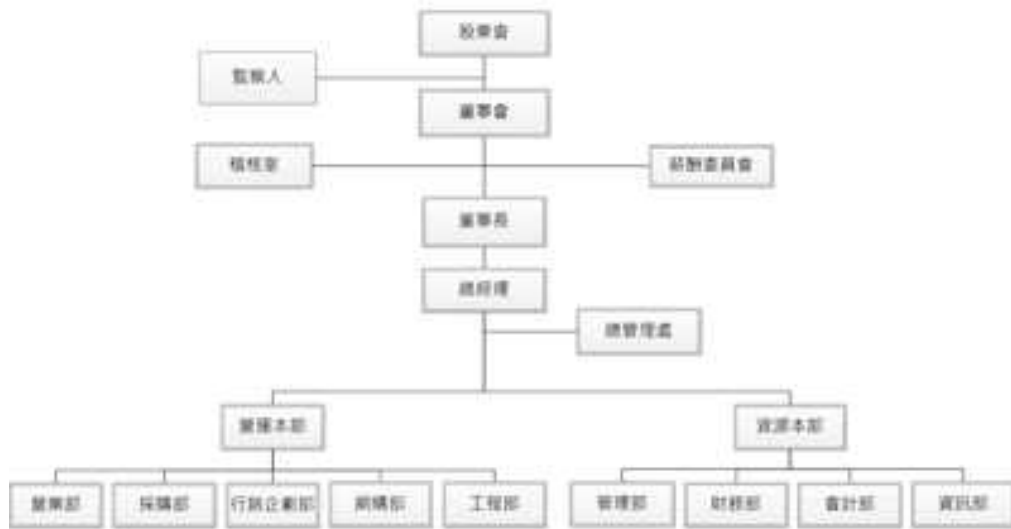 股東會
監察人
董事會
稽核室
薪酬委員會
董事長
總經理
總管理處
營運本部
資源本部
營業部
採購部
行銷企劃部
網購部
工程部
管理部
財務部
會計部
資訊部